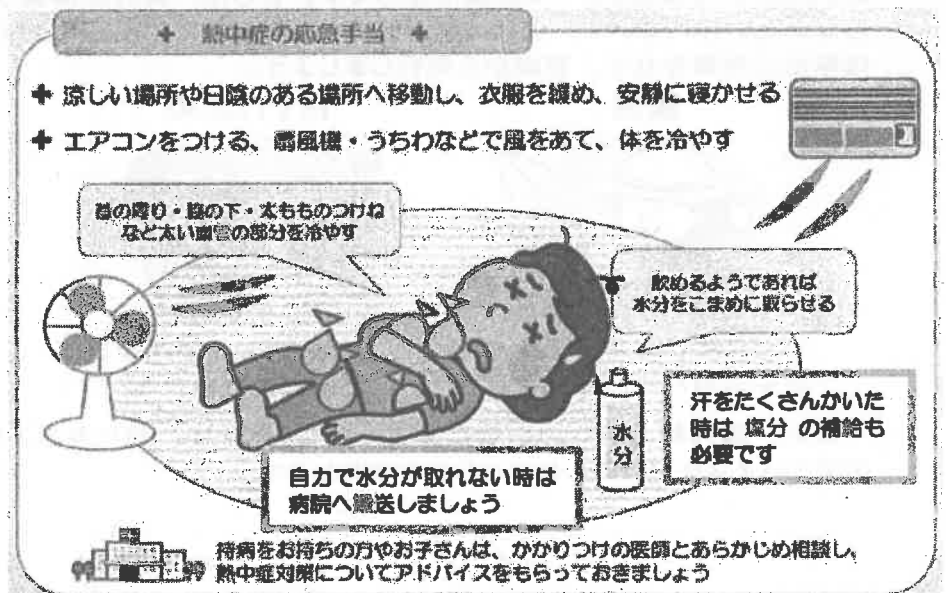 熱中症の応急手当
涼しい場所や日陰のある場所へ移動し、衣服を緩め、安静に寝かせる
エアコンをつける、扇風機・うちわなどで風をあて、体を冷やす
首の周り・脇の下・太もものつけね
など太い血管の部分を冷やす
飲めるようであれば
水分をこまめに取らせる
水分
汗をたくさんかいた
時は 塩分 の補給も
必要です
自力で水分が取れない時は
病院へ搬送しましょう
持病をお持ちの方やお子さんは、かかりつけの医師とあらかじめ相談し、
熱中症対策についてアドバイスをもらっておきましょう